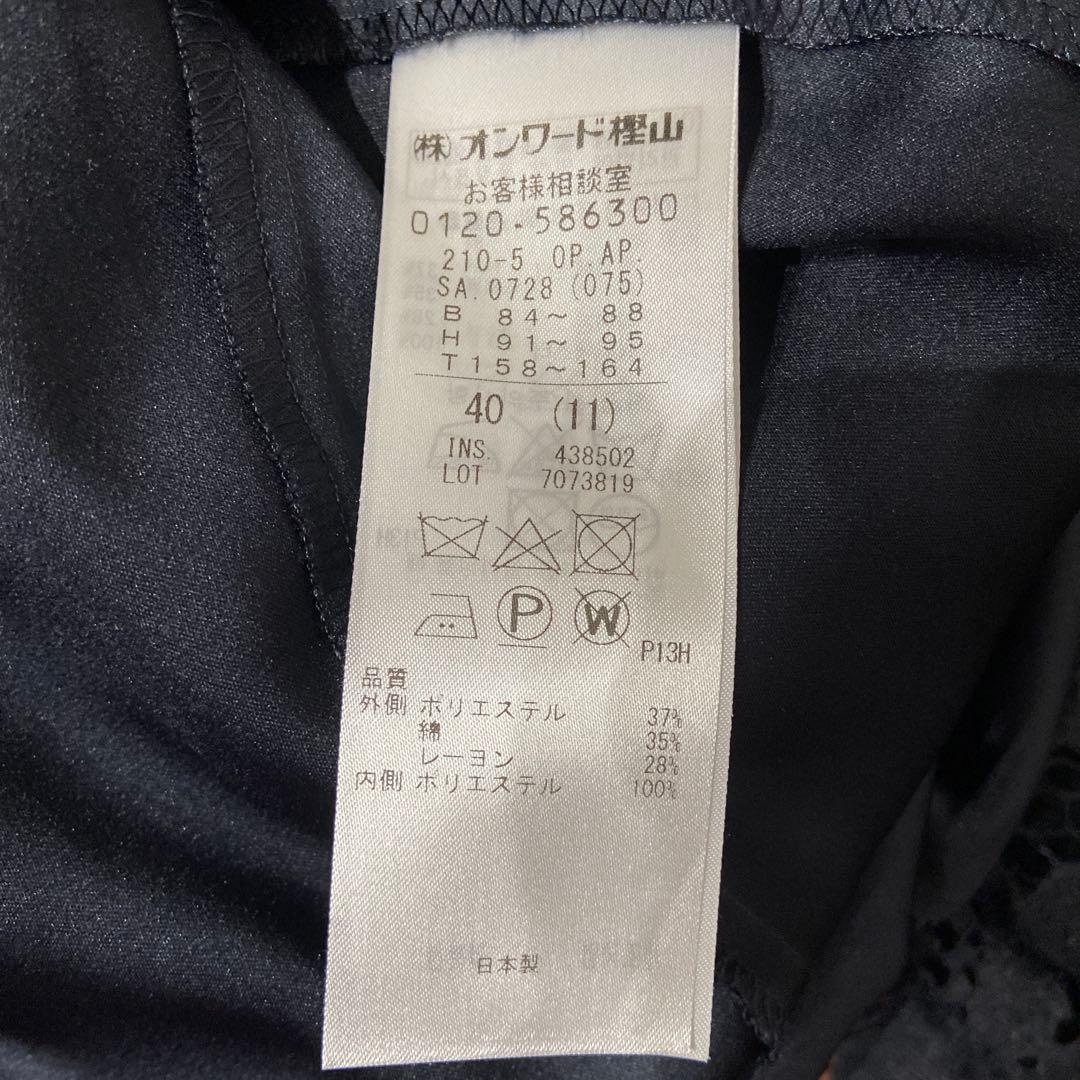 (株)オンワード樫山
お客様相談室
0120-586300
210-5 OP.AP.
SA.0728 (075)
B 84〜 88
H 91〜 95
T158〜164
40 (11)
INS. 438502
LOT 7073819
P W
P13H
品質
外側 ポリエステル 37%
綿 35%
レーヨン 28%
内側 ポリエステル 100%
日本製